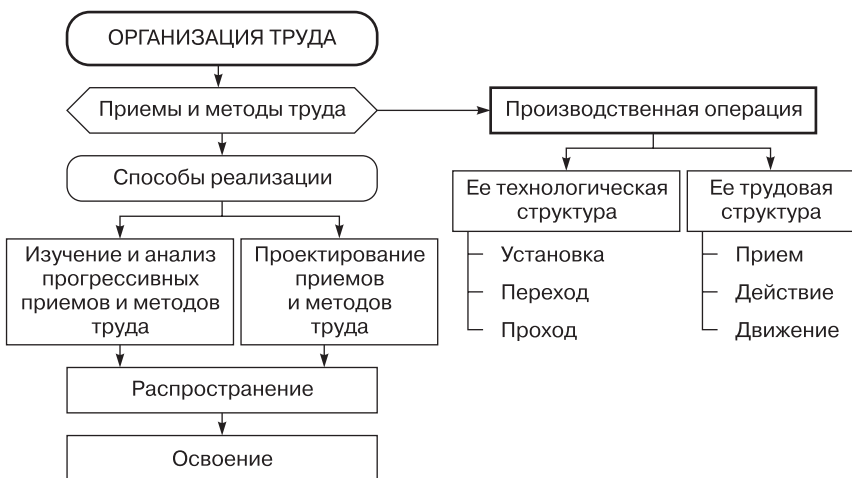 ОРГАНИЗАЦИЯ ТРУДА
Приемы и методы труда
Производственная операция
Способы реализации
Ее технологическая
структура
Ее трудовая
структура
Изучение и анализ
прогрессивных
приемов и методов
труда
Проектирование
приемов
и методов
труда
Установка
Переход
Проход
Прием
Действие
Движение
Распространение
Освоение